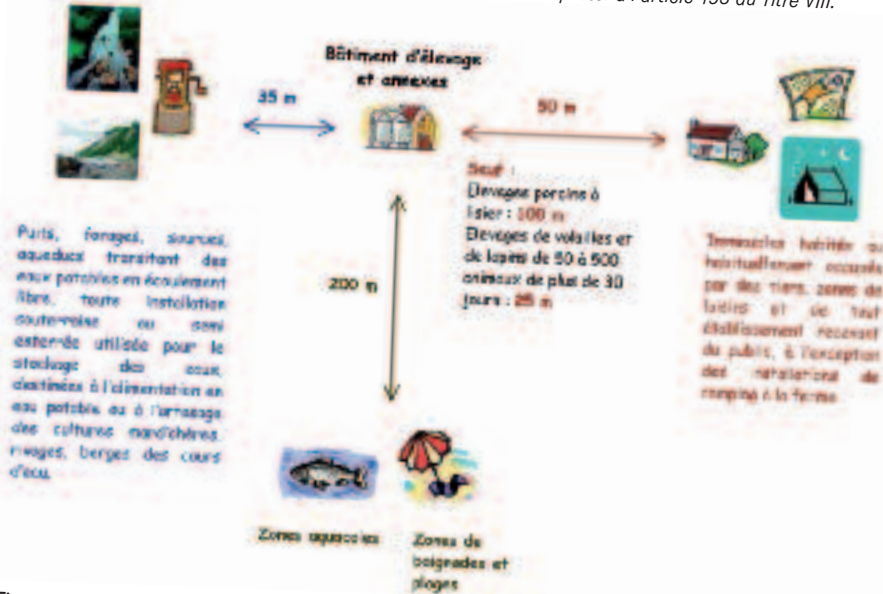 à l'article 153 du Titre VIII.
Bâtiment d'élevage
et annexes
35 m
50 m
Sauf :
Elevages porcins à
lisier : 100 m
Elevages de volailles et
de lapins de 50 à 500
animaux de plus de 30
jours : 25 m
200 m
Puits, forages, sources,
aqueducs transitant des
eaux potables en écoulement
libre, toute installation
souterraine ou semi
enterrée utilisée pour le
stockage des eaux,
destinées à l'alimentation en
eau potable ou à l'arrosage
des cultures maraîchères,
rivages, berges des cours
d'eau.
Immeubles habités ou
habituellement occupés
par des tiers, zones de
loisirs et de tout
établissement recevant
du public, à l'exception
des installations de
camping à la ferme
Zones aquacoles
Zones de
baignades et
plages